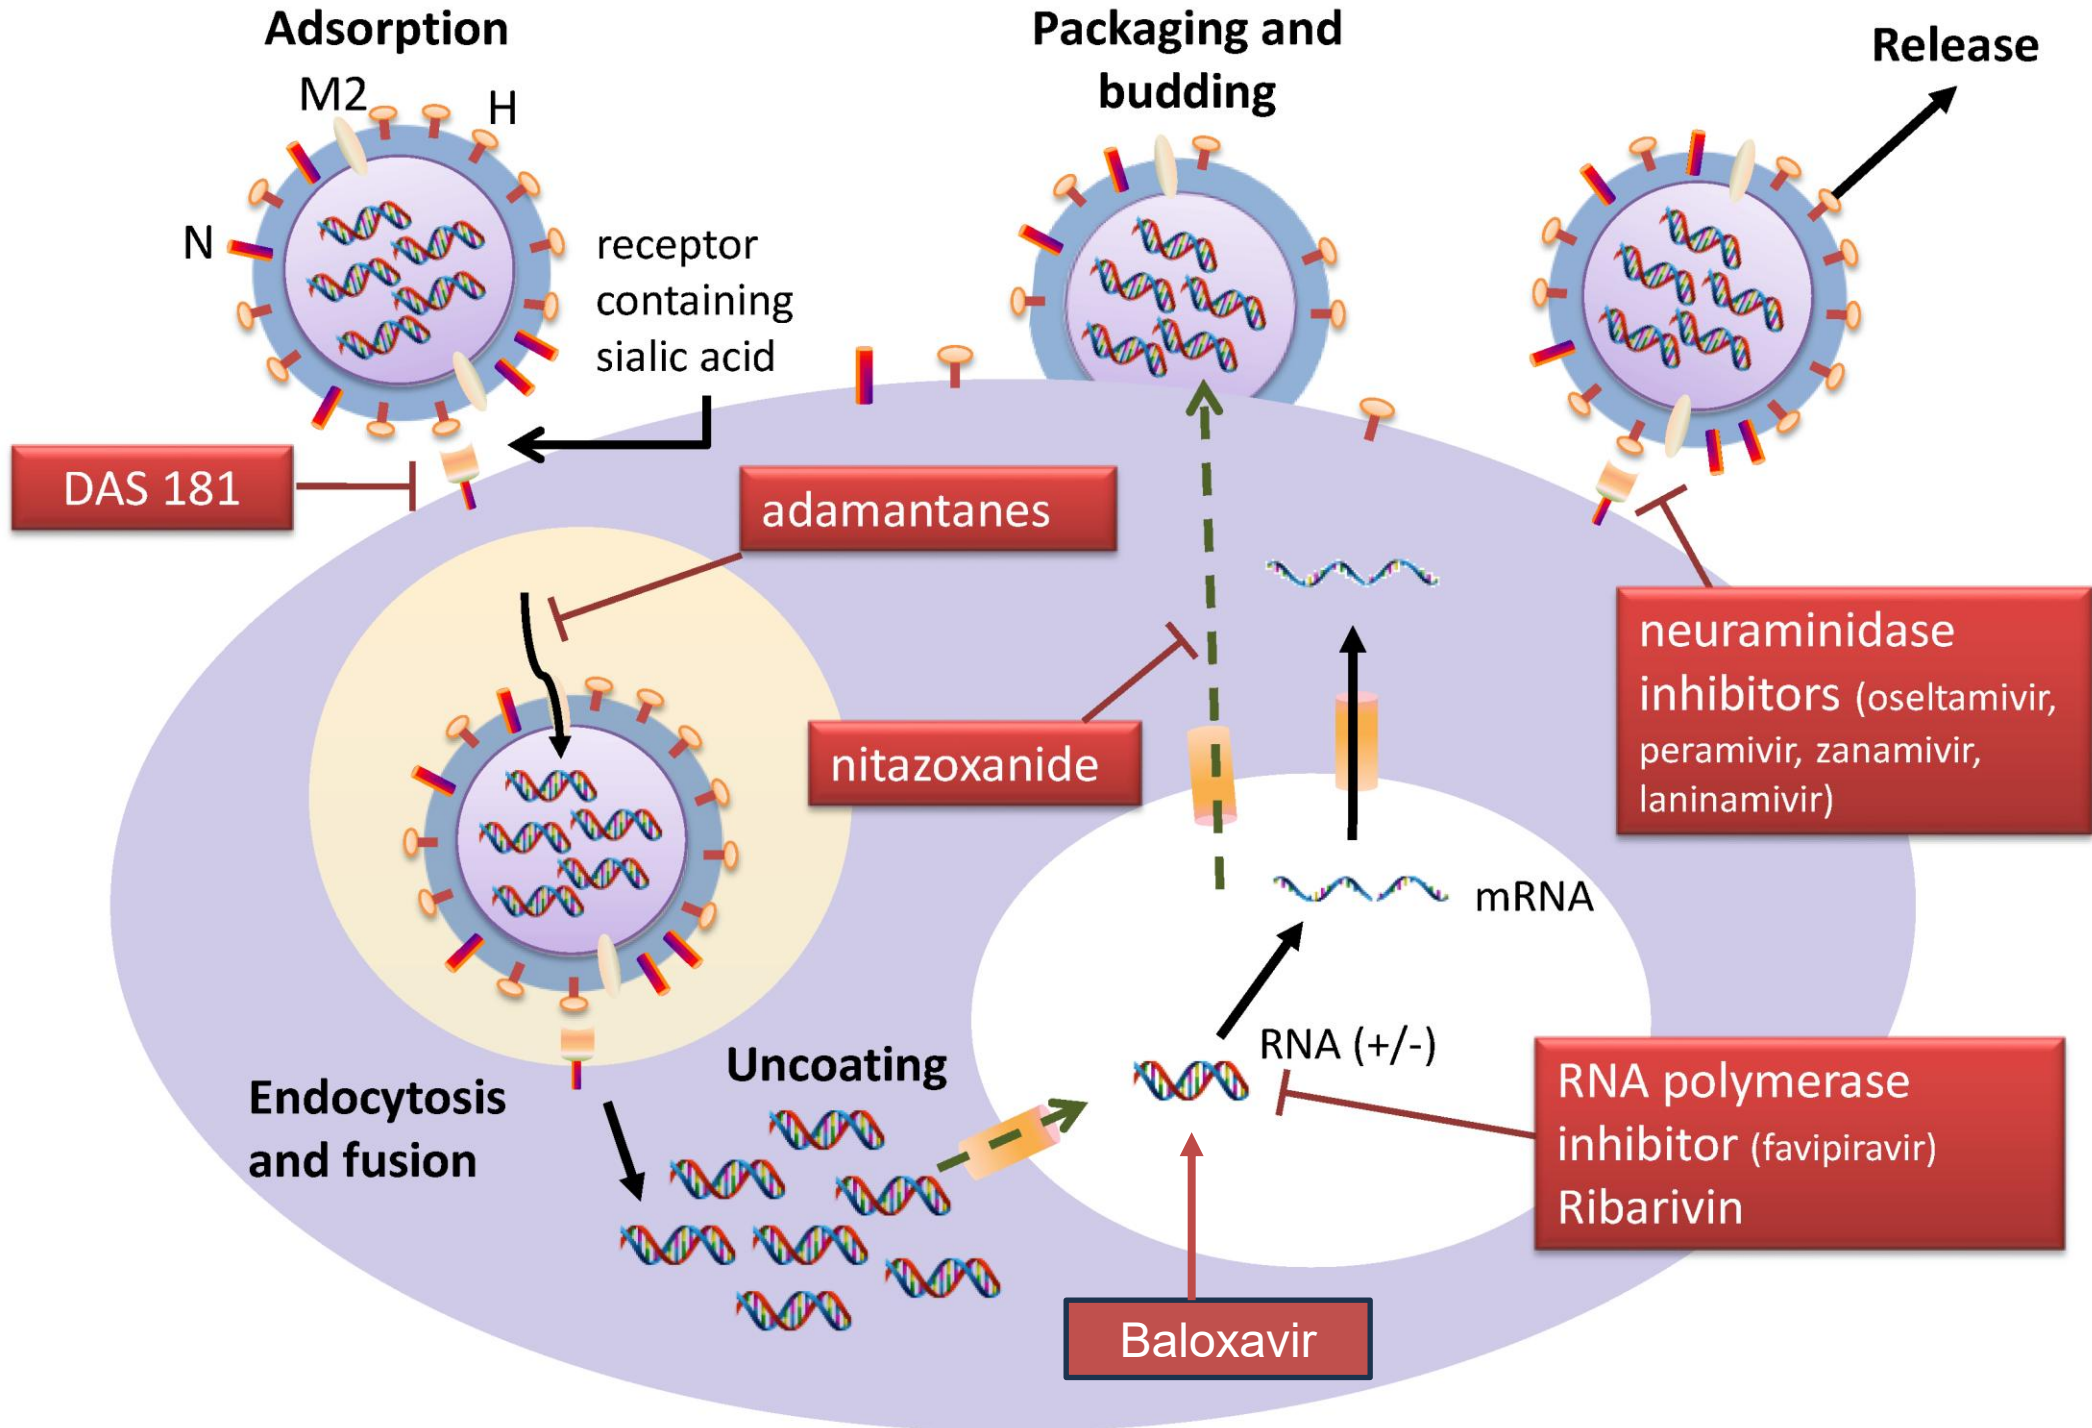 Adsorption
M2
H
N
receptor
containing
sialic acid
Packaging and
budding
Release
DAS 181
adamantanes
nitazoxanide
neuraminidase
inhibitors (oseltamivir,
peramivir, zanamivir,
laninamivir)
mRNA
RNA (+/-)
Uncoating
Endocytosis
and fusion
RNA polymerase
inhibitor (favipiravir)
Ribarivin
Baloxavir